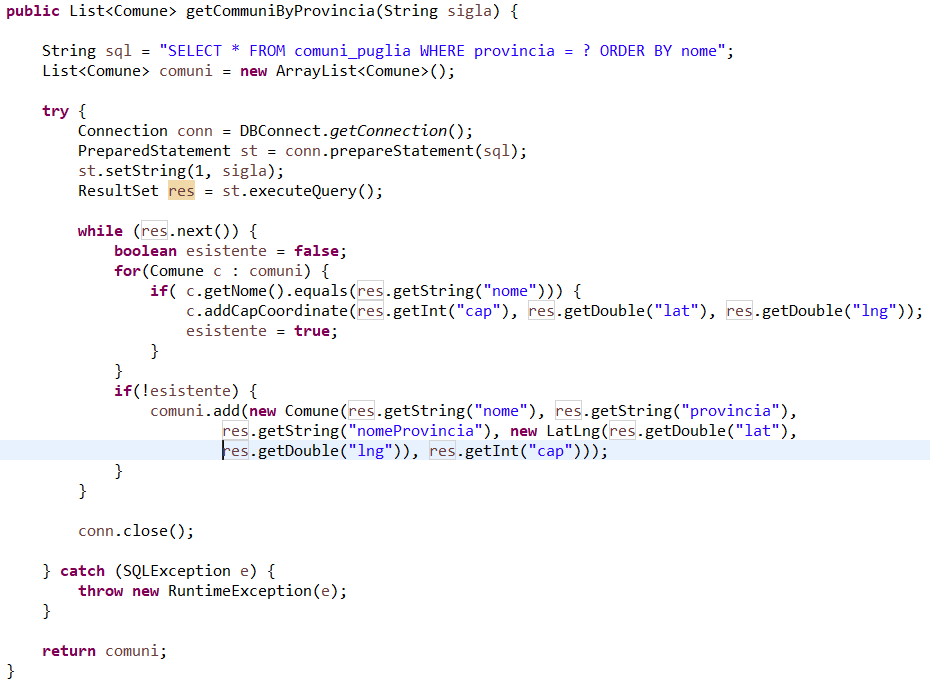 public List<Comune> getCommuniByProvincia(String sigla) {
String sql = "SELECT * FROM comuni_puglia WHERE provincia = ? ORDER BY nome";
List<Comune> comuni = new ArrayList<Comune>();
try {
Connection conn = DBConnect.getConnection();
PreparedStatement st = conn.prepareStatement(sql);
st.setString(1, sigla);
ResultSet res = st.executeQuery();
while (res.next()) {
boolean esistente = false;
for(Comune c : comuni) {
if( c.getNome().equals(res.getString("nome"))) {
c.addCapCoordinate(res.getInt("cap"), res.getDouble("lat"), res.getDouble("lng"));
esistente = true;
}
}
if(!esistente) {
comuni.add(new Comune(res.getString("nome"), res.getString("provincia"),
res.getString("nomeProvincia"), new LatLng(res.getDouble("lat"),
res.getDouble("lng")), res.getInt("cap")));
}
}
conn.close();
} catch (SQLException e) {
throw new RuntimeException(e);
}
return comuni;
}